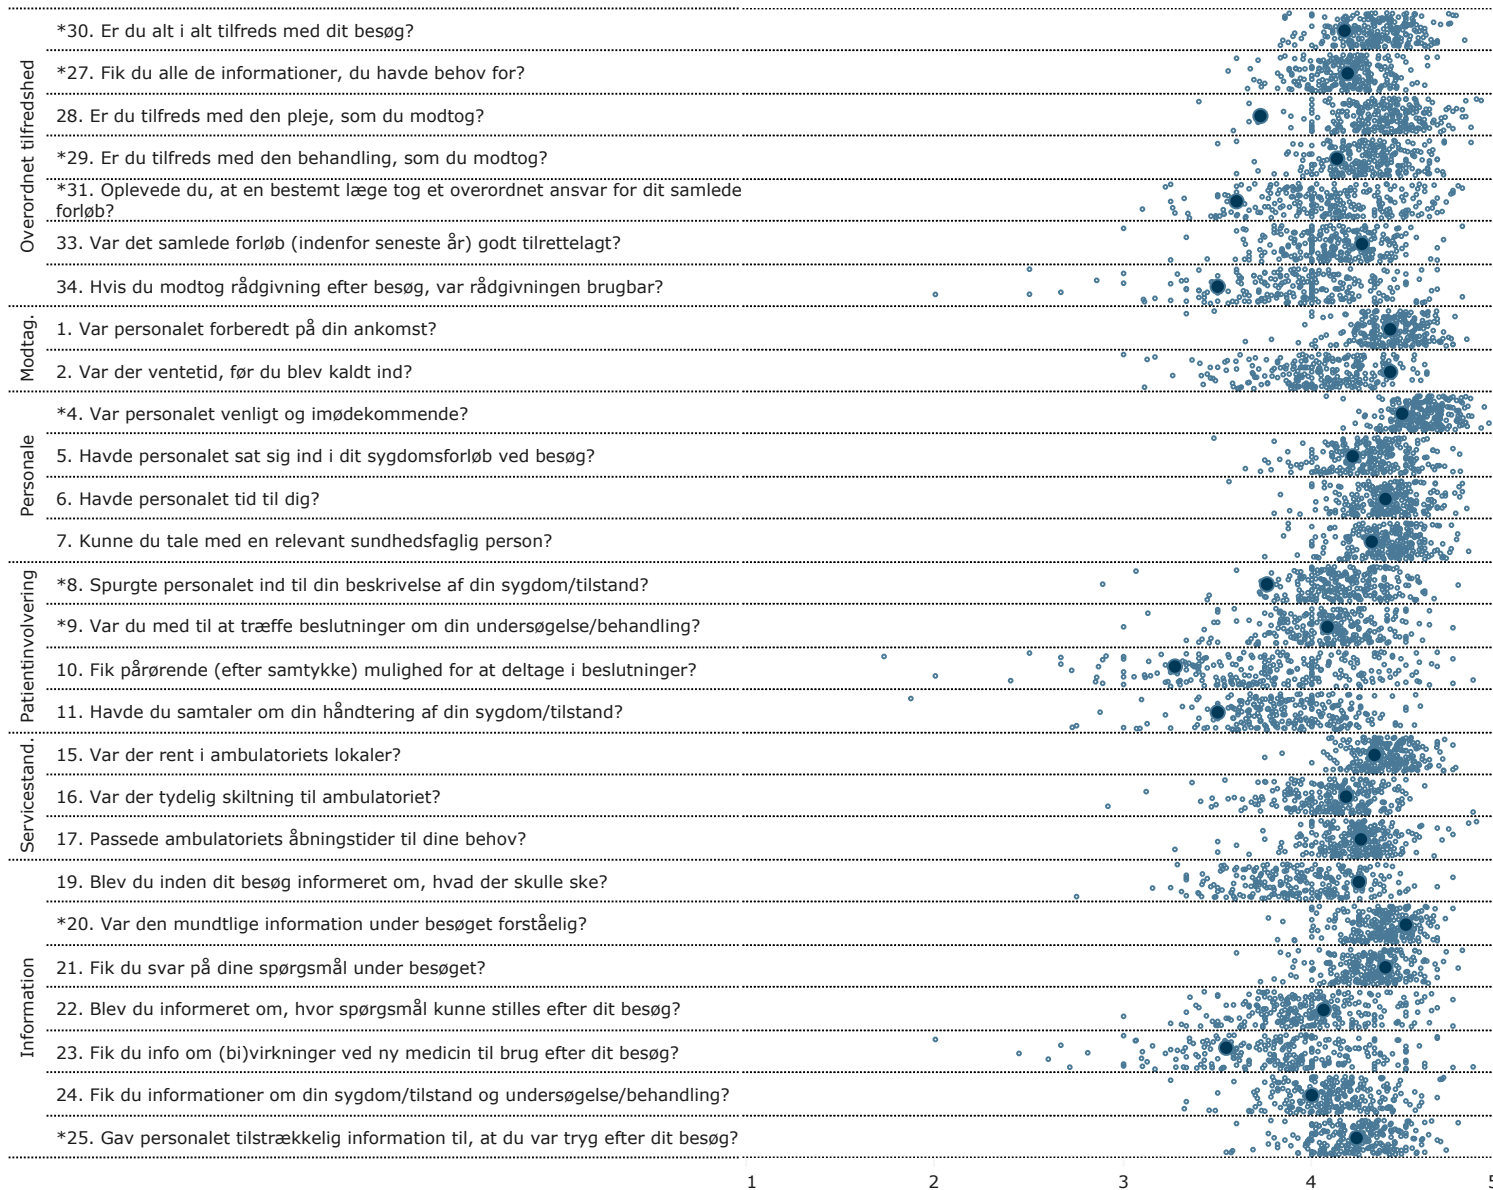 Overordnet tilfredshed
*30. Er du alt i alt tilfreds med dit besøg?
*27. Fik du alle de informationer, du havde behov for?
28. Er du tilfreds med den pleje, som du modtog?
*29. Er du tilfreds med den behandling, som du modtog?
*31. Oplevede du, at en bestemt læge tog et overordnet ansvar for dit samlede
forløb?
33. Var det samlede forløb (indenfor seneste år) godt tilrettelagt?
34. Hvis du modtog rådgivning efter besøg, var rådgivningen brugbar?
Modtag.
1. Var personalet forberedt på din ankomst?
2. Var der ventetid, før du blev kaldt ind?
Personale
*4. Var personalet venligt og imødekommende?
5. Havde personalet sat sig ind i dit sygdomsforløb ved besøg?
6. Havde personalet tid til dig?
7. Kunne du tale med en relevant sundhedsfaglig person?
Patientinvolvering
*8. Spurgte personalet ind til din beskrivelse af din sygdom/tilstand?
*9. Var du med til at træffe beslutninger om din undersøgelse/behandling?
10. Fik pårørende (efter samtykke) mulighed for at deltage i beslutninger?
11. Havde du samtaler om din håndtering af din sygdom/tilstand?
Servicestand.
15. Var der rent i ambulatoriets lokaler?
16. Var der tydelig skiltning til ambulatoriet?
17. Passede ambulatoriets åbningstider til dine behov?
Information
19. Blev du inden dit besøg informeret om, hvad der skulle ske?
*20. Var den mundtlige information under besøget forståelig?
21. Fik du svar på dine spørgsmål under besøget?
22. Blev du informeret om, hvor spørgsmål kunne stilles efter dit besøg?
23. Fik du info om (bi)virkninger ved ny medicin til brug efter dit besøg?
24. Fik du informationer om din sygdom/tilstand og undersøgelse/behandling?
*25. Gav personalet tilstrækkelig information til, at du var tryg efter dit besøg?
1 2 3 4 5